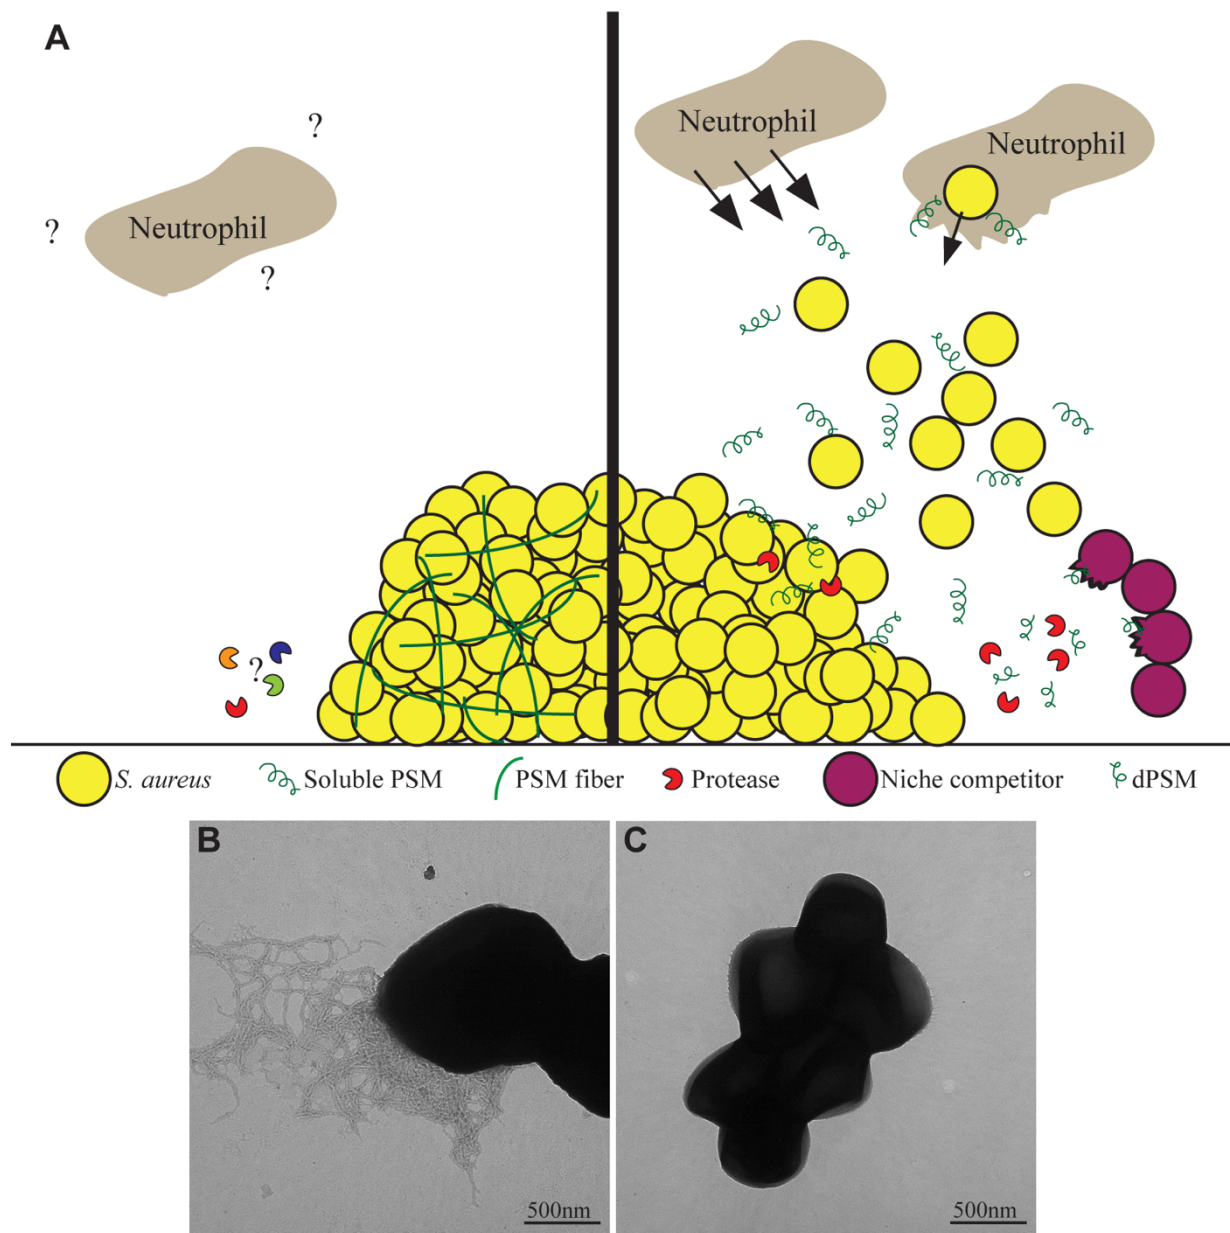 A
?
Neutrophil
?
?
Neutrophil
Neutrophil
?
S. aureus
Soluble PSM
PSM fiber
Protease
Niche competitor
dPSM
B
500nm
C
500nm